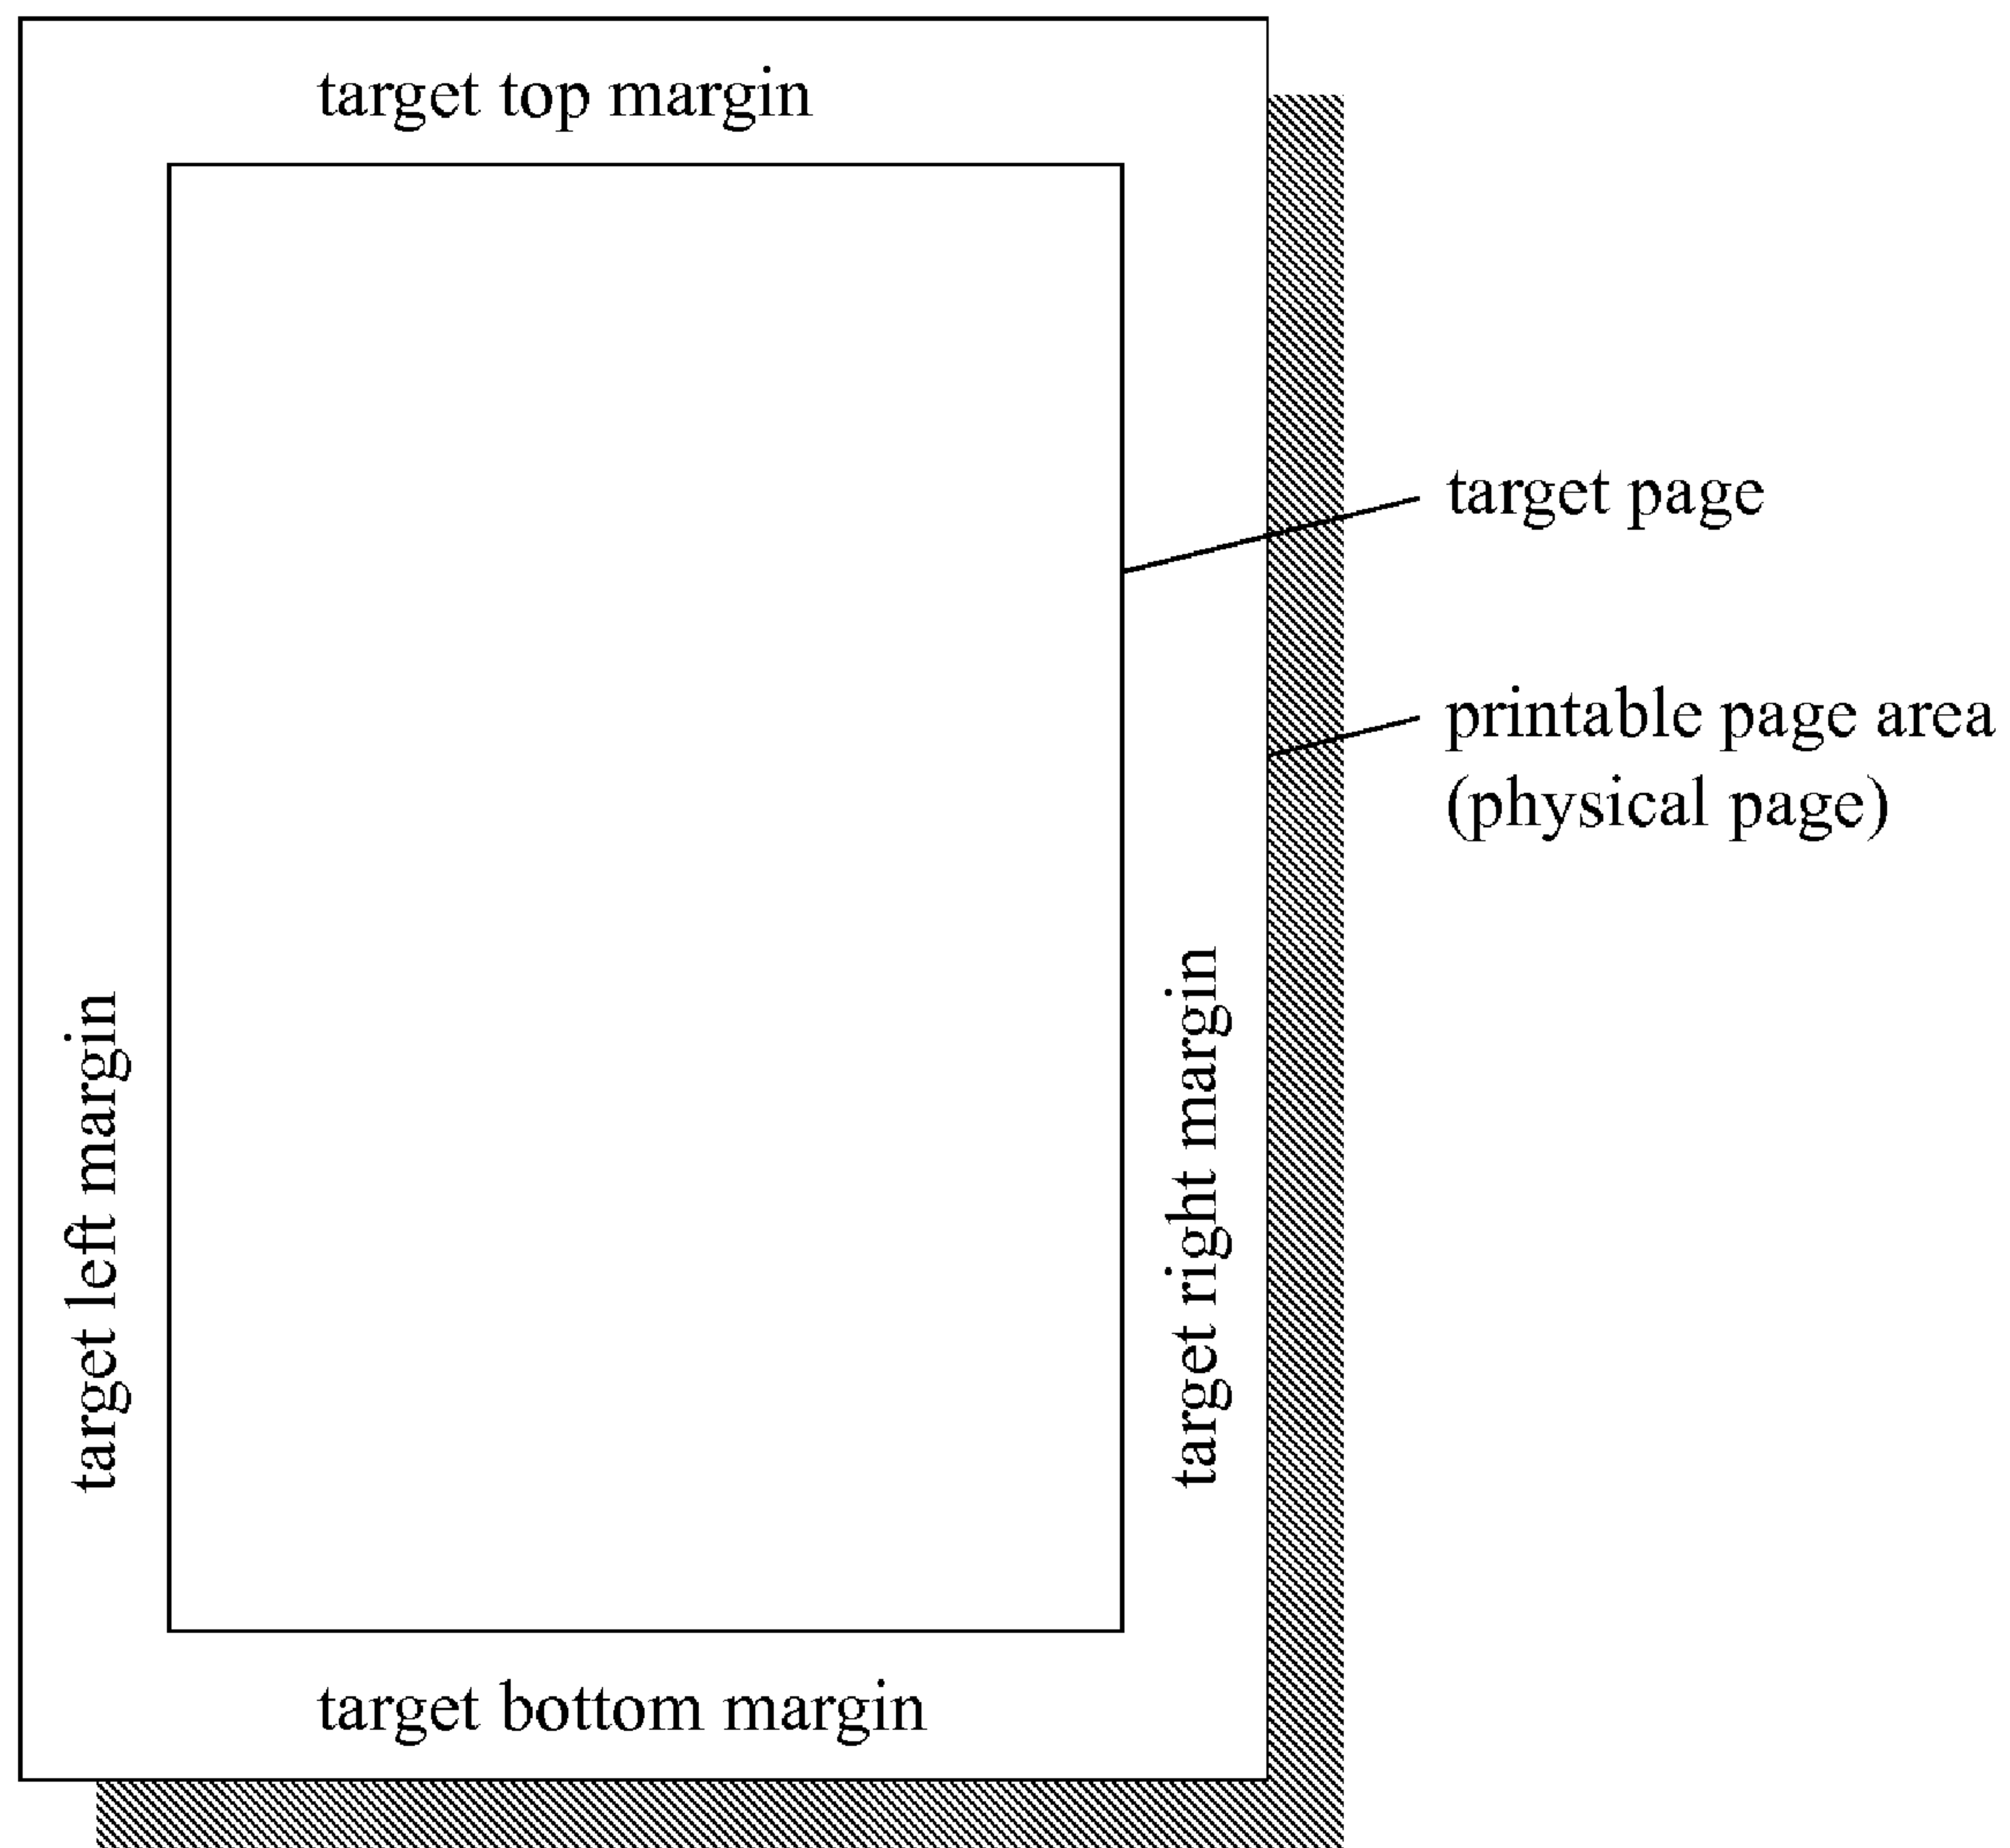 target top margin
target page
printable page area
(physical page)
target left margin
target right margin
target bottom margin